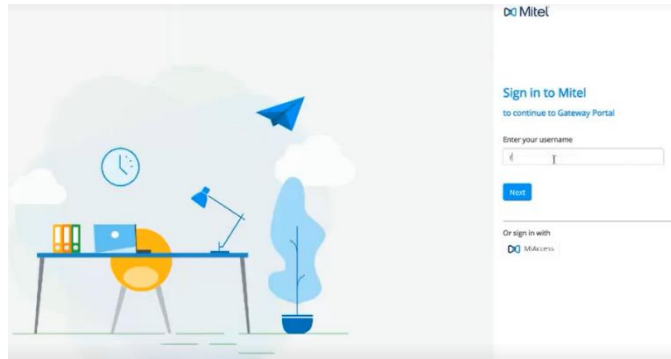 Mitel
Sign in to Mitel
to continue to Gateway Portal
Enter your username
Next
Or sign in with
MiAccess